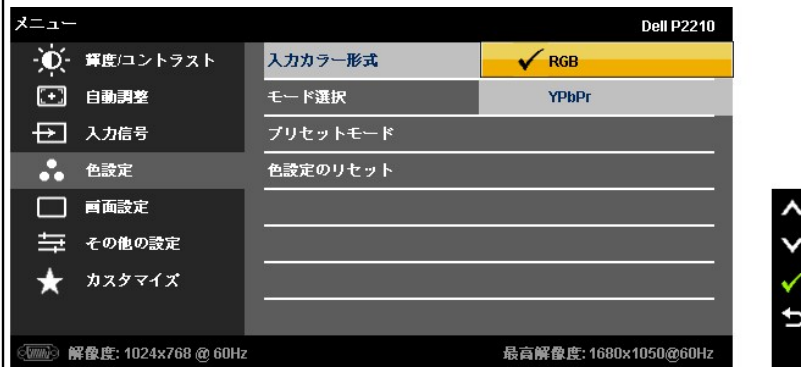 メニュー
Dell P2210
輝度/コントラスト
入力カラー形式
RGB
自動調整
モード選択
YPbPr
入力信号
プリセットモード
色設定
色設定のリセット
画面設定
その他の設定
カスタマイズ
解像度: 1024x768 @ 60Hz
最高解像度: 1680x1050@60Hz